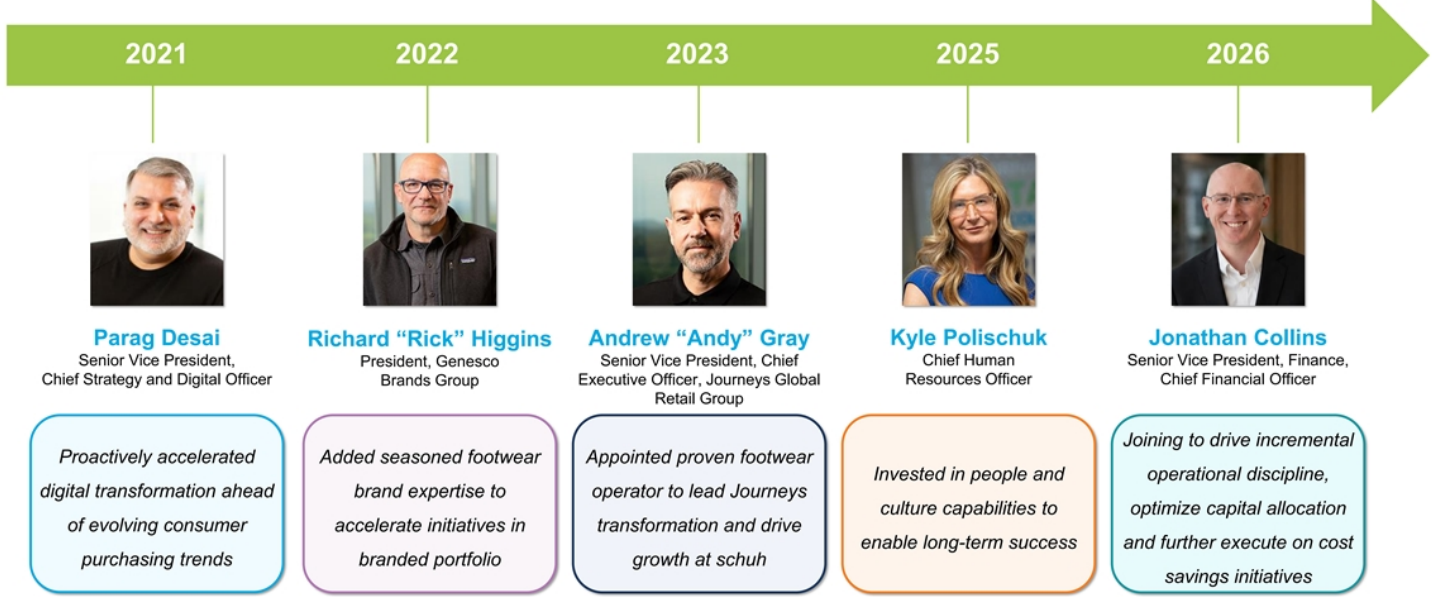 2021
2022
2023
2025
2026
Parag Desai
Senior Vice President,
Chief Strategy and Digital Officer
Proactively accelerated
digital transformation ahead
of evolving consumer
purchasing trends
Richard “Rick” Higgins
President, Genesco
Brands Group
Added seasoned footwear
brand expertise to
accelerate initiatives in
branded portfolio
Andrew “Andy” Gray
Senior Vice President, Chief
Executive Officer, Journeys Global
Retail Group
Appointed proven footwear
operator to lead Journeys
transformation and drive
growth at schuh
Kyle Polischuk
Chief Human
Resources Officer
Invested in people and
culture capabilities to
enable long-term success
Jonathan Collins
Senior Vice President, Finance,
Chief Financial Officer
Joining to drive incremental
operational discipline,
optimize capital allocation
and further execute on cost
savings initiatives